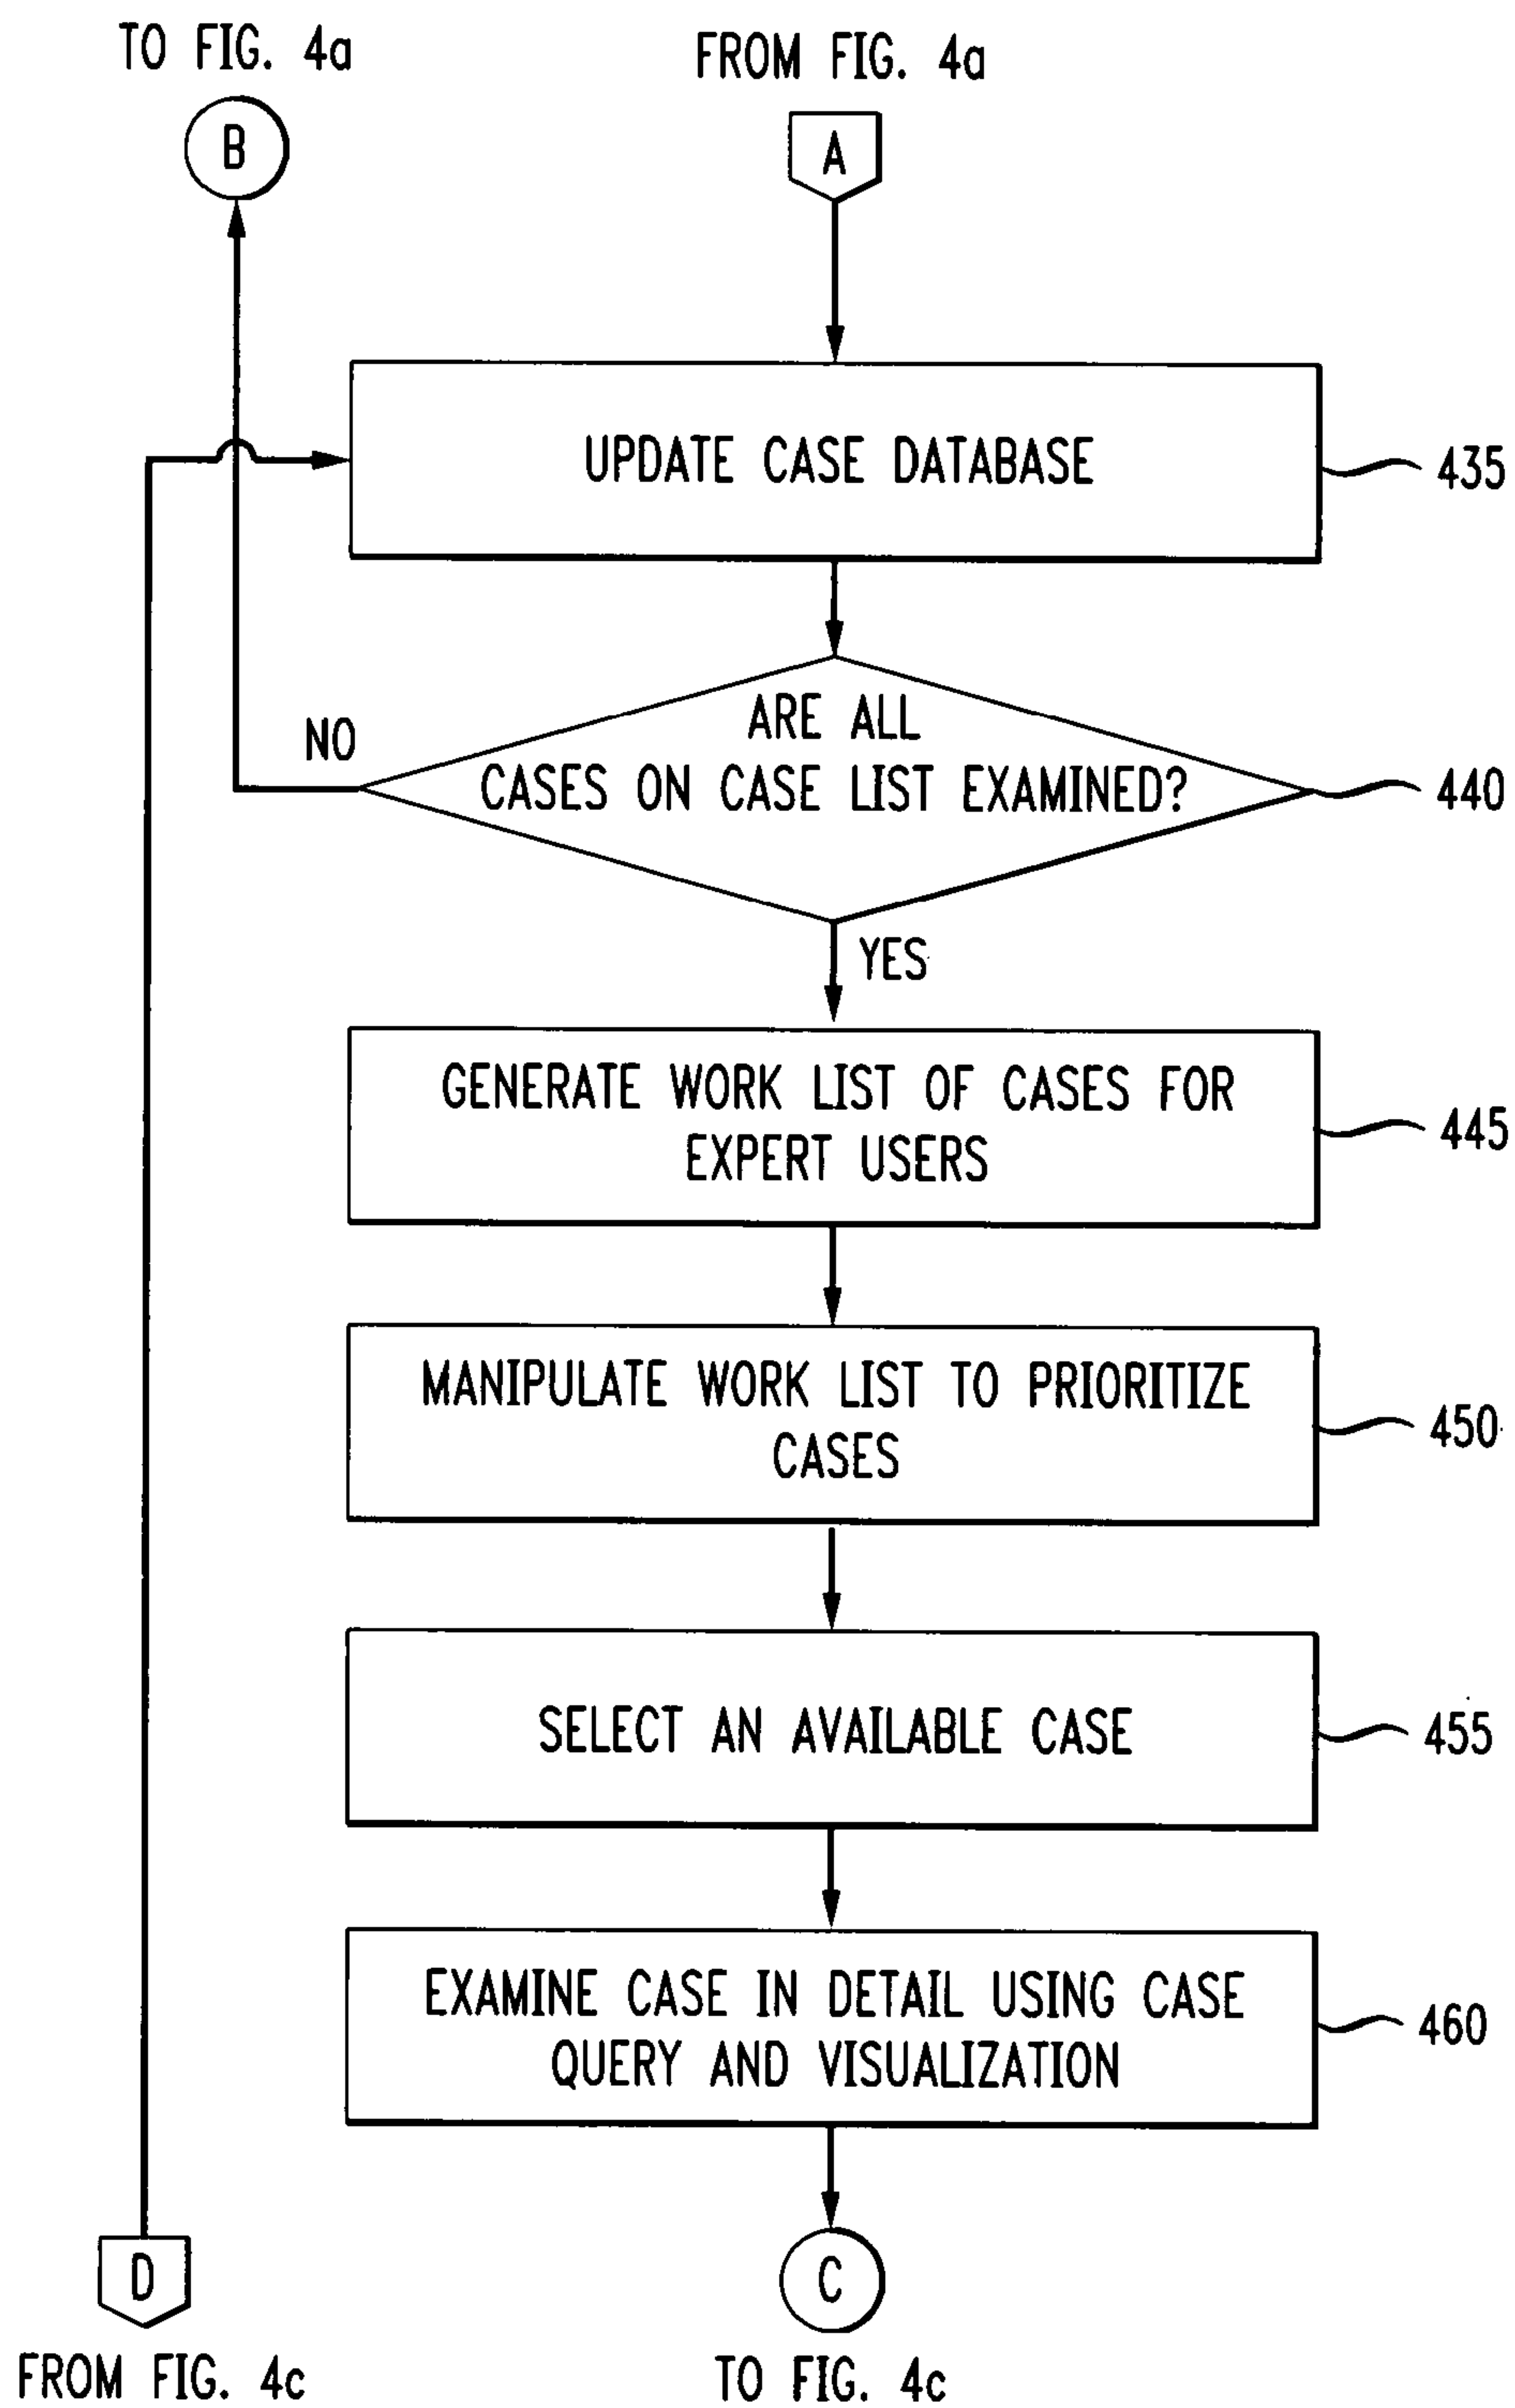 TO FIG. 4a
FROM FIG. 4a
B
A
UPDATE CASE DATABASE
435
ARE ALL
CASES ON CASE LIST EXAMINED?
440
NO
YES
GENERATE WORK LIST OF CASES FOR
EXPERT USERS
445
MANIPULATE WORK LIST TO PRIORITIZE
CASES
450
SELECT AN AVAILABLE CASE
455
EXAMINE CASE IN DETAIL USING CASE
QUERY AND VISUALIZATION
460
D
C
FROM FIG. 4c
TO FIG. 4c